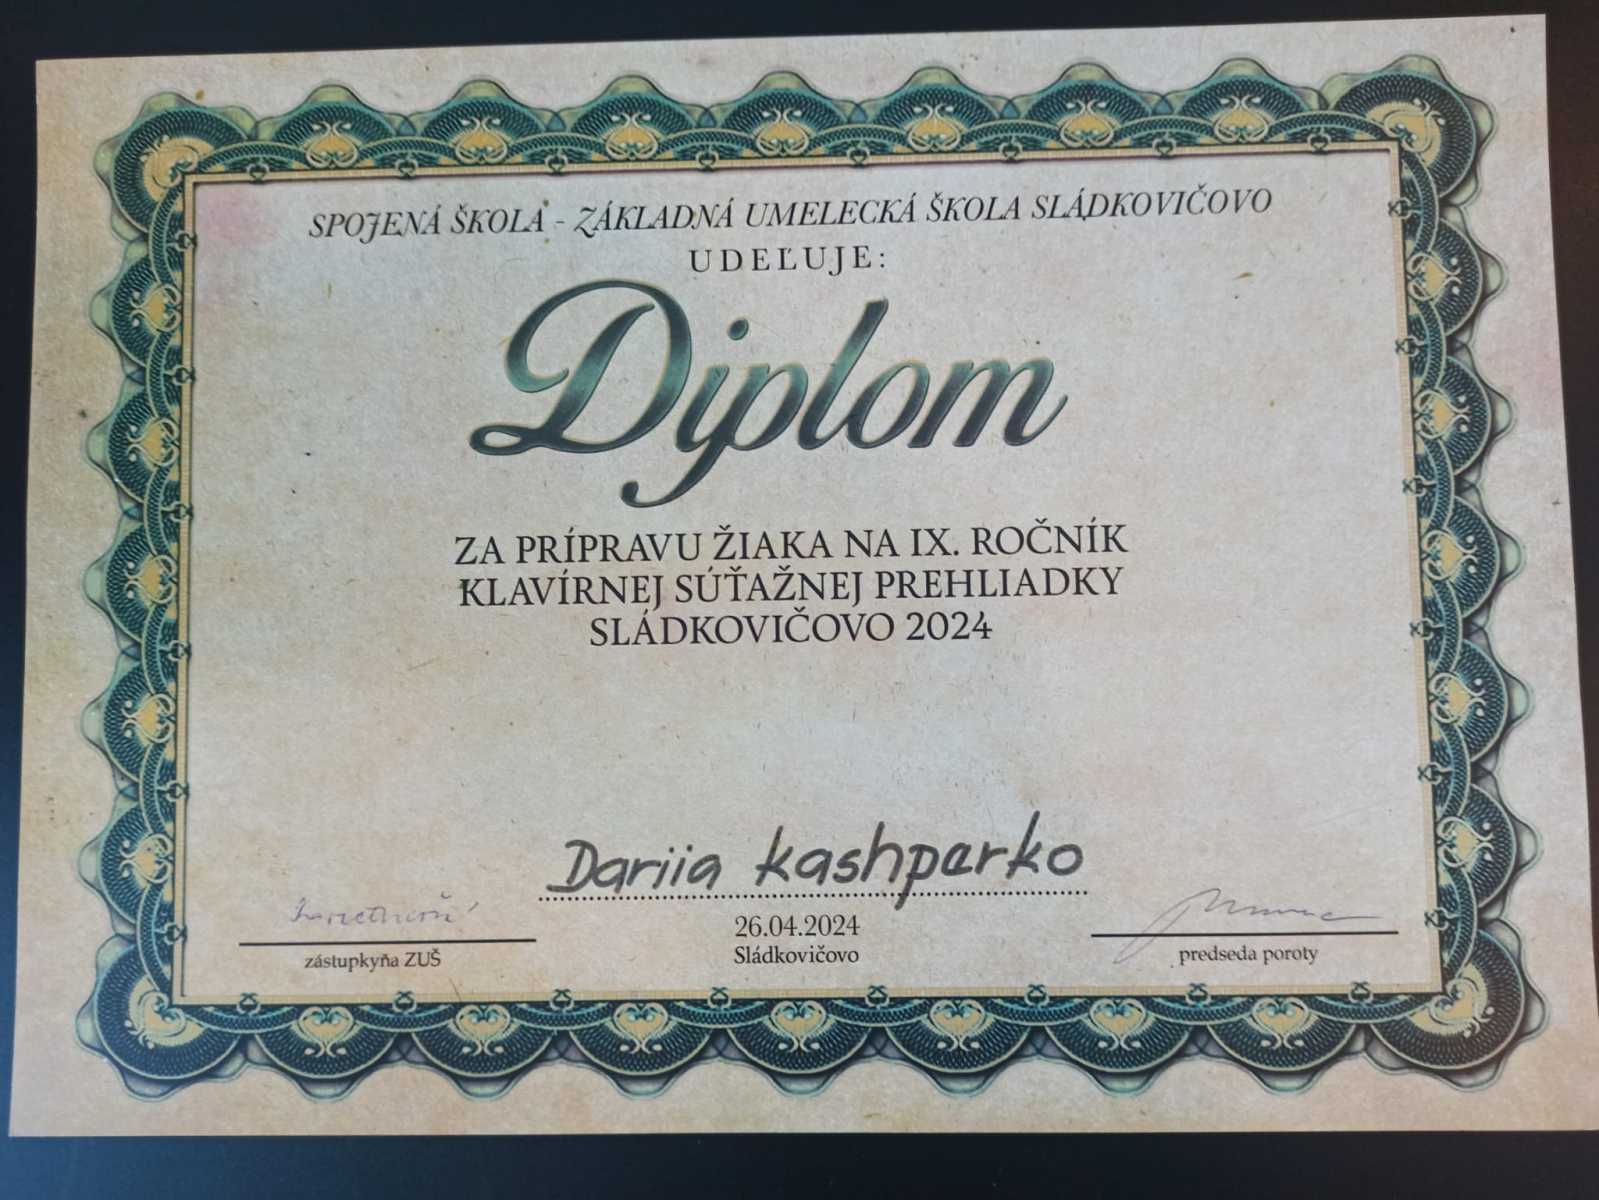 SPOJENÁ ŠKOLA - ZÁKLADNÁ UMELECKÁ ŠKOLA SLÁDKOVIČOVO
UDEĽUJE:
Diplom
ZA PRÍPRAVU ŽIAKA NA IX. ROČNÍK
KLAVÍRNEJ SÚŤAŽNEJ PREHLIADKY
SLÁDKOVIČOVO 2024
Dariia Kashperko
26.04.2024
Sládkovičovo
zástupkyňa ZUŠ
predseda poroty